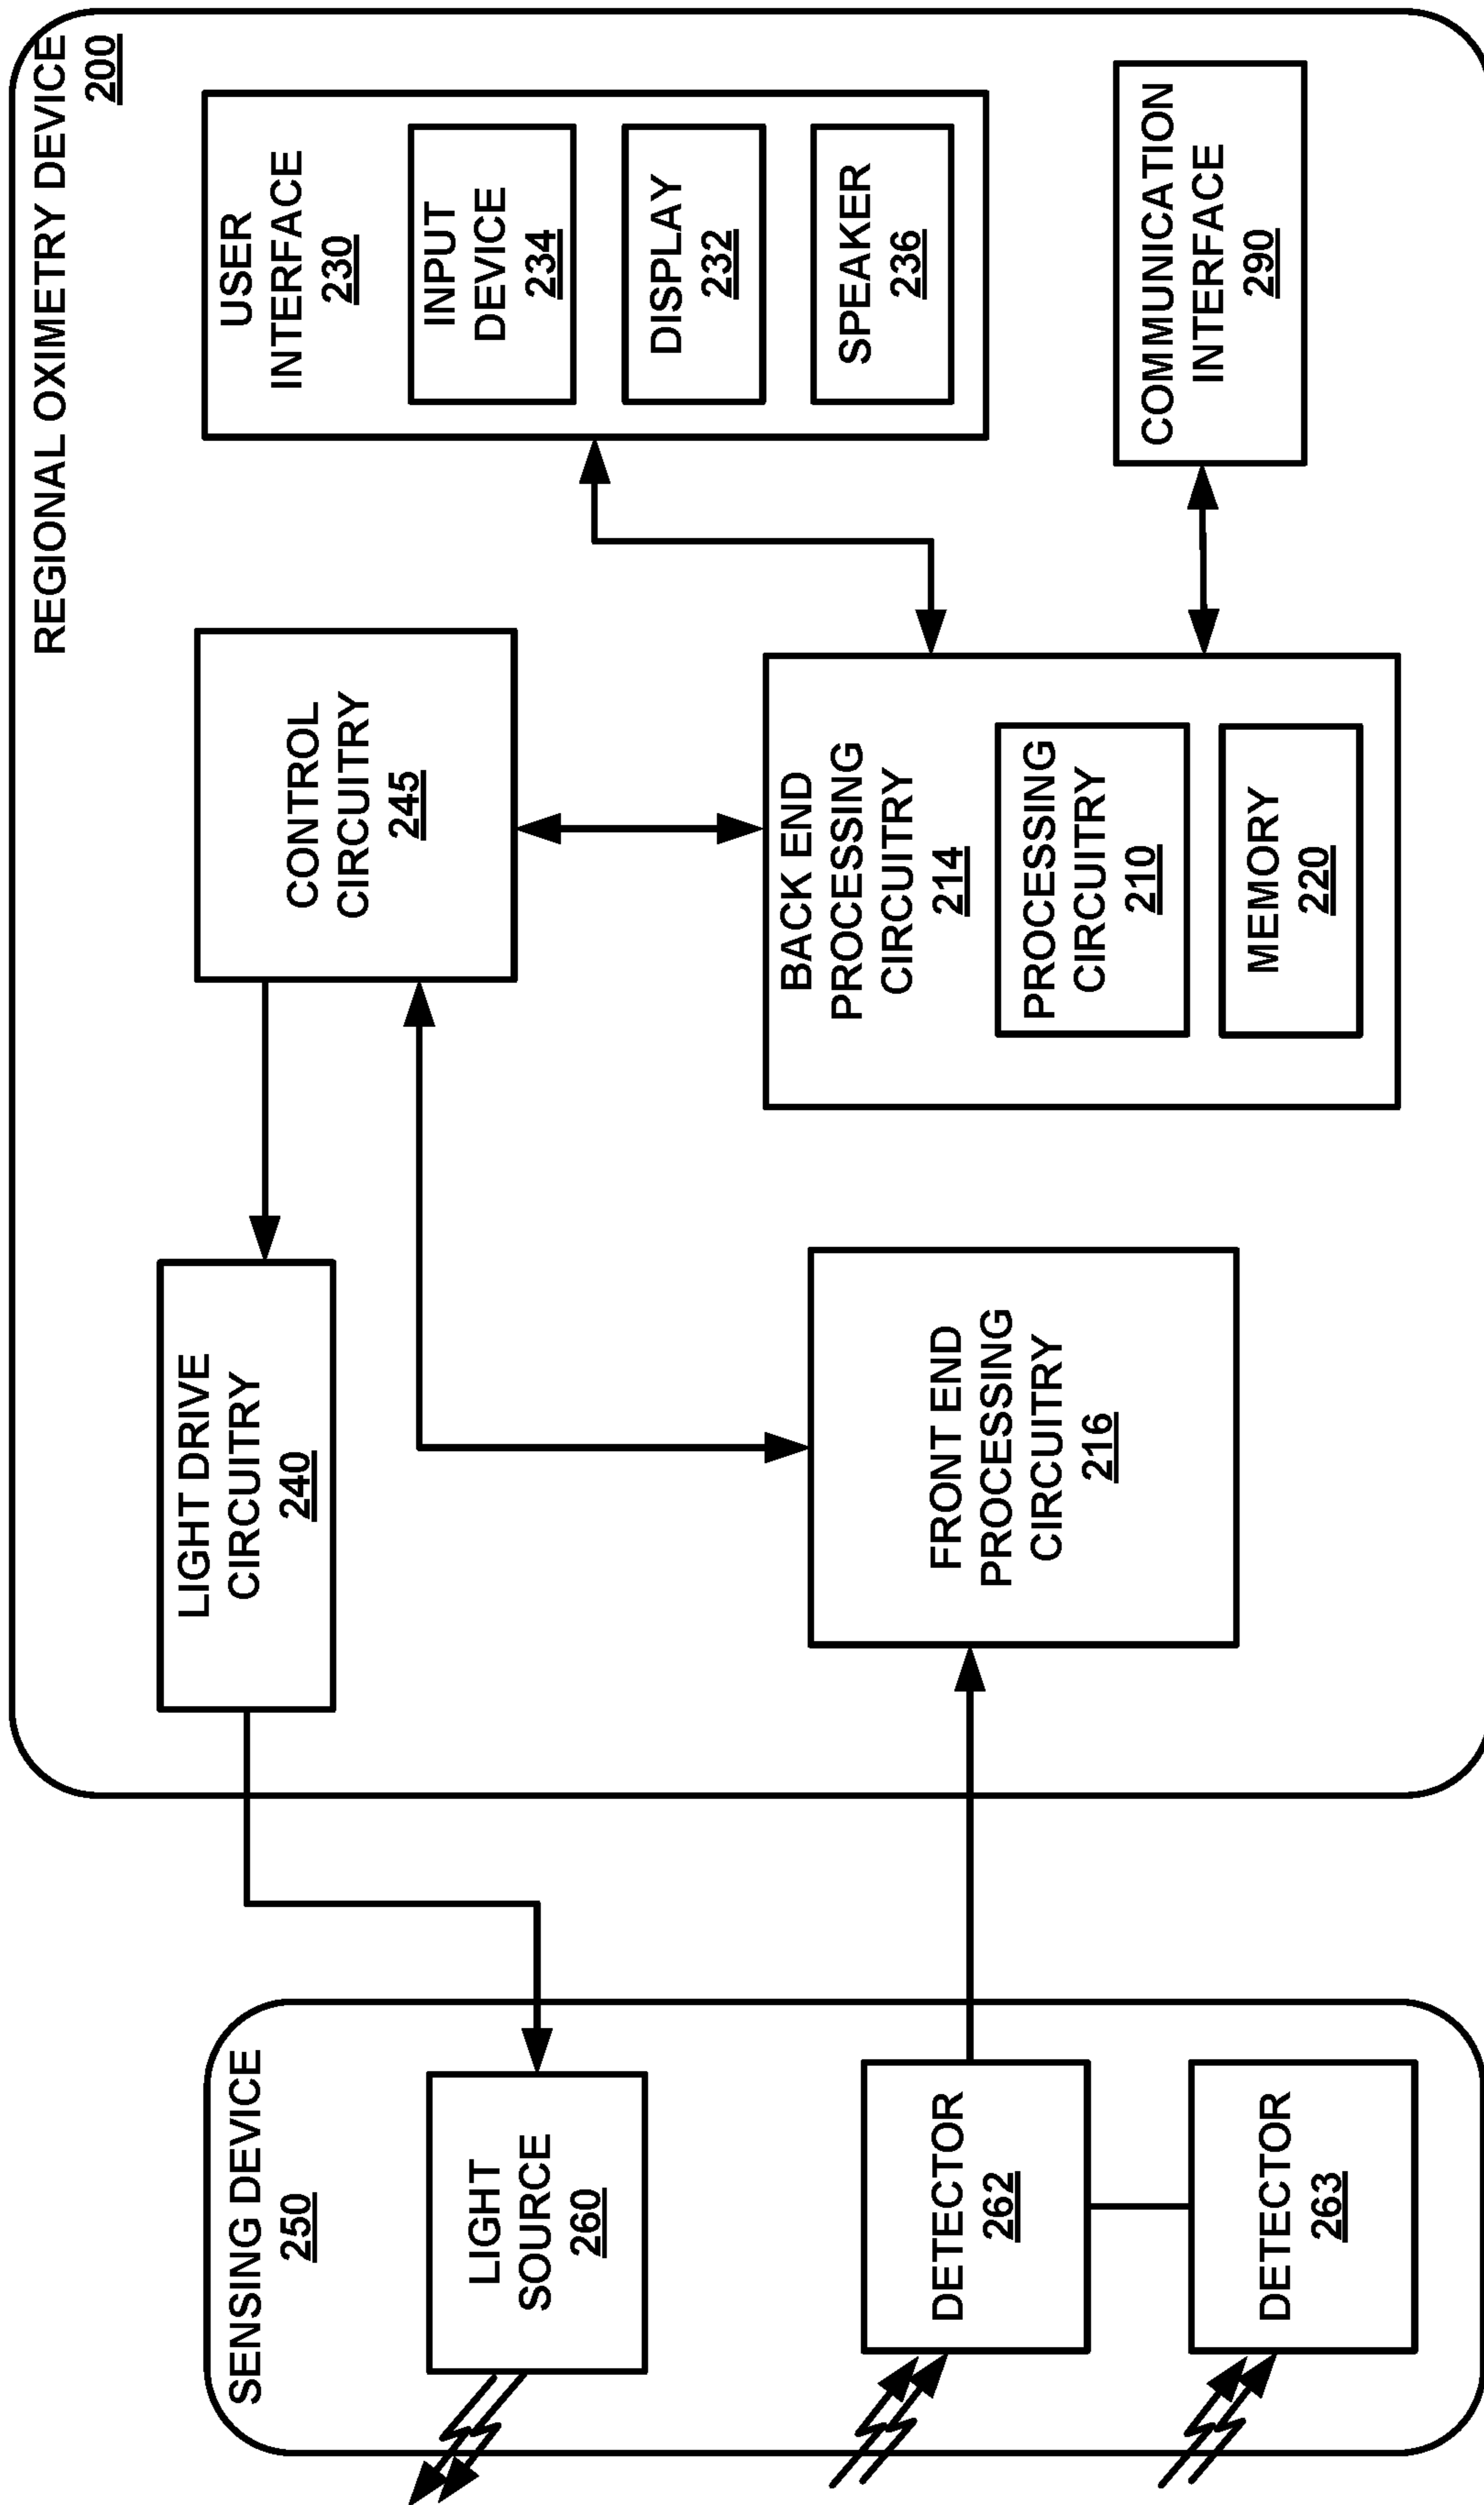 REGIONAL OXIMETRY DEVICE
200
SENSING DEVICE
250
LIGHT
SOURCE
260
DETECTOR
262
DETECTOR
263
LIGHT DRIVE
CIRCUITRY
240
FRONT END
PROCESSING
CIRCUITRY
216
CONTROL
CIRCUITRY
245
BACK END
PROCESSING
CIRCUITRY
214
PROCESSING
CIRCUITRY
210
MEMORY
220
USER
INTERFACE
230
INPUT
DEVICE
234
DISPLAY
232
SPEAKER
236
COMMUNICATION
INTERFACE
290